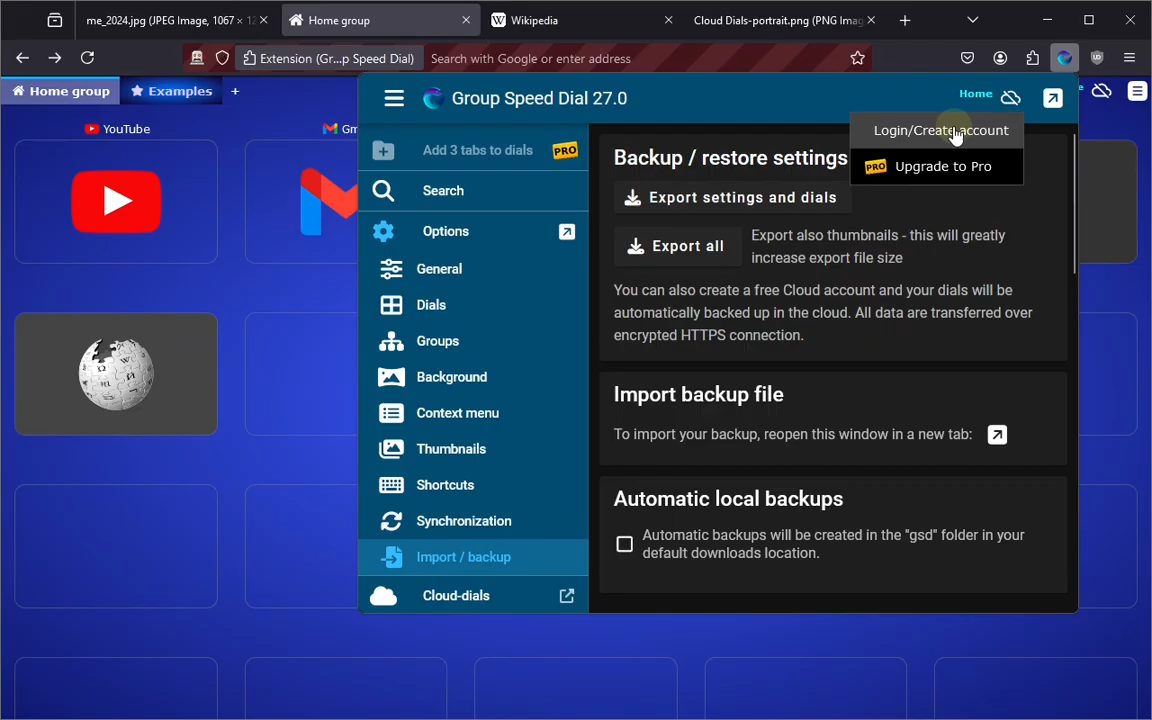 me_2024.jpg (JPEG Image, 1067 × 12
Home group
Wikipedia
Cloud Dials-portrait.png (PNG Imag
Extension (Gr...p Speed Dial)
Search with Google or enter address
Home group
Examples
+
YouTube
Gm
Group Speed Dial 27.0
Home
Login/Create account
PRO Upgrade to Pro
Add 3 tabs to dials PRO
Search
Options
General
Dials
Groups
Background
Context menu
Thumbnails
Shortcuts
Synchronization
Import / backup
Cloud-dials
Backup / restore settings
Export settings and dials
Export all
Export also thumbnails - this will greatly
increase export file size
You can also create a free Cloud account and your dials will be
automatically backed up in the cloud. All data are transferred over
encrypted HTTPS connection.
Import backup file
To import your backup, reopen this window in a new tab:
Automatic local backups
Automatic backups will be created in the "gsd" folder in your
default downloads location.